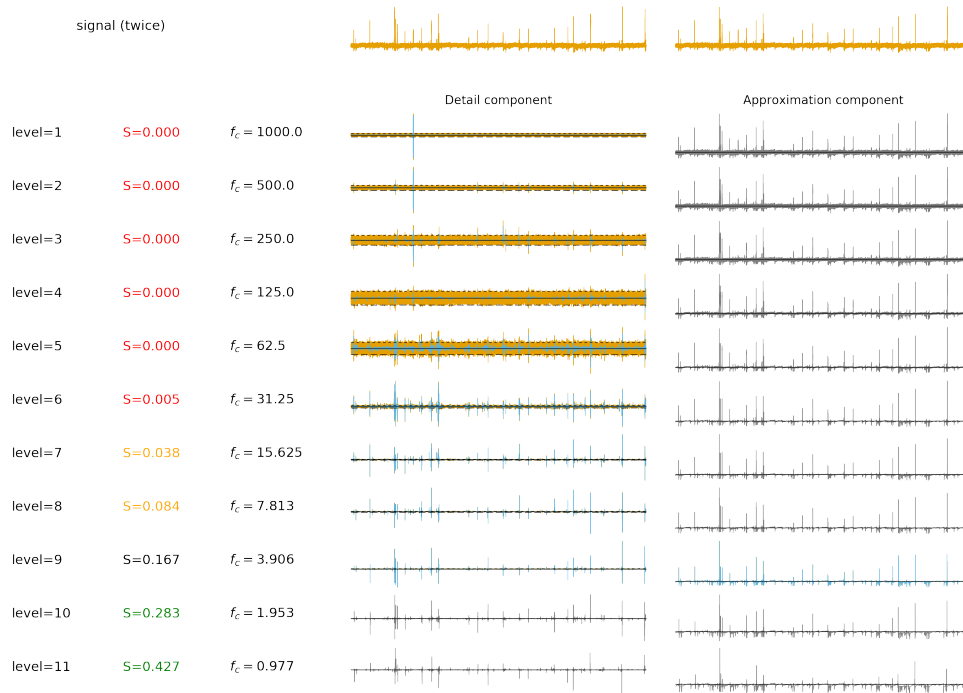 signal (twice)
Detail component Approximation component
level=1 S=0.000 f_c = 1000.0
level=2 S=0.000 f_c = 500.0
level=3 S=0.000 f_c = 250.0
level=4 S=0.000 f_c = 125.0
level=5 S=0.000 f_c = 62.5
level=6 S=0.005 f_c = 31.25
level=7 S=0.038 f_c = 15.625
level=8 S=0.084 f_c = 7.813
level=9 S=0.167 f_c = 3.906
level=10 S=0.283 f_c = 1.953
level=11 S=0.427 f_c = 0.977